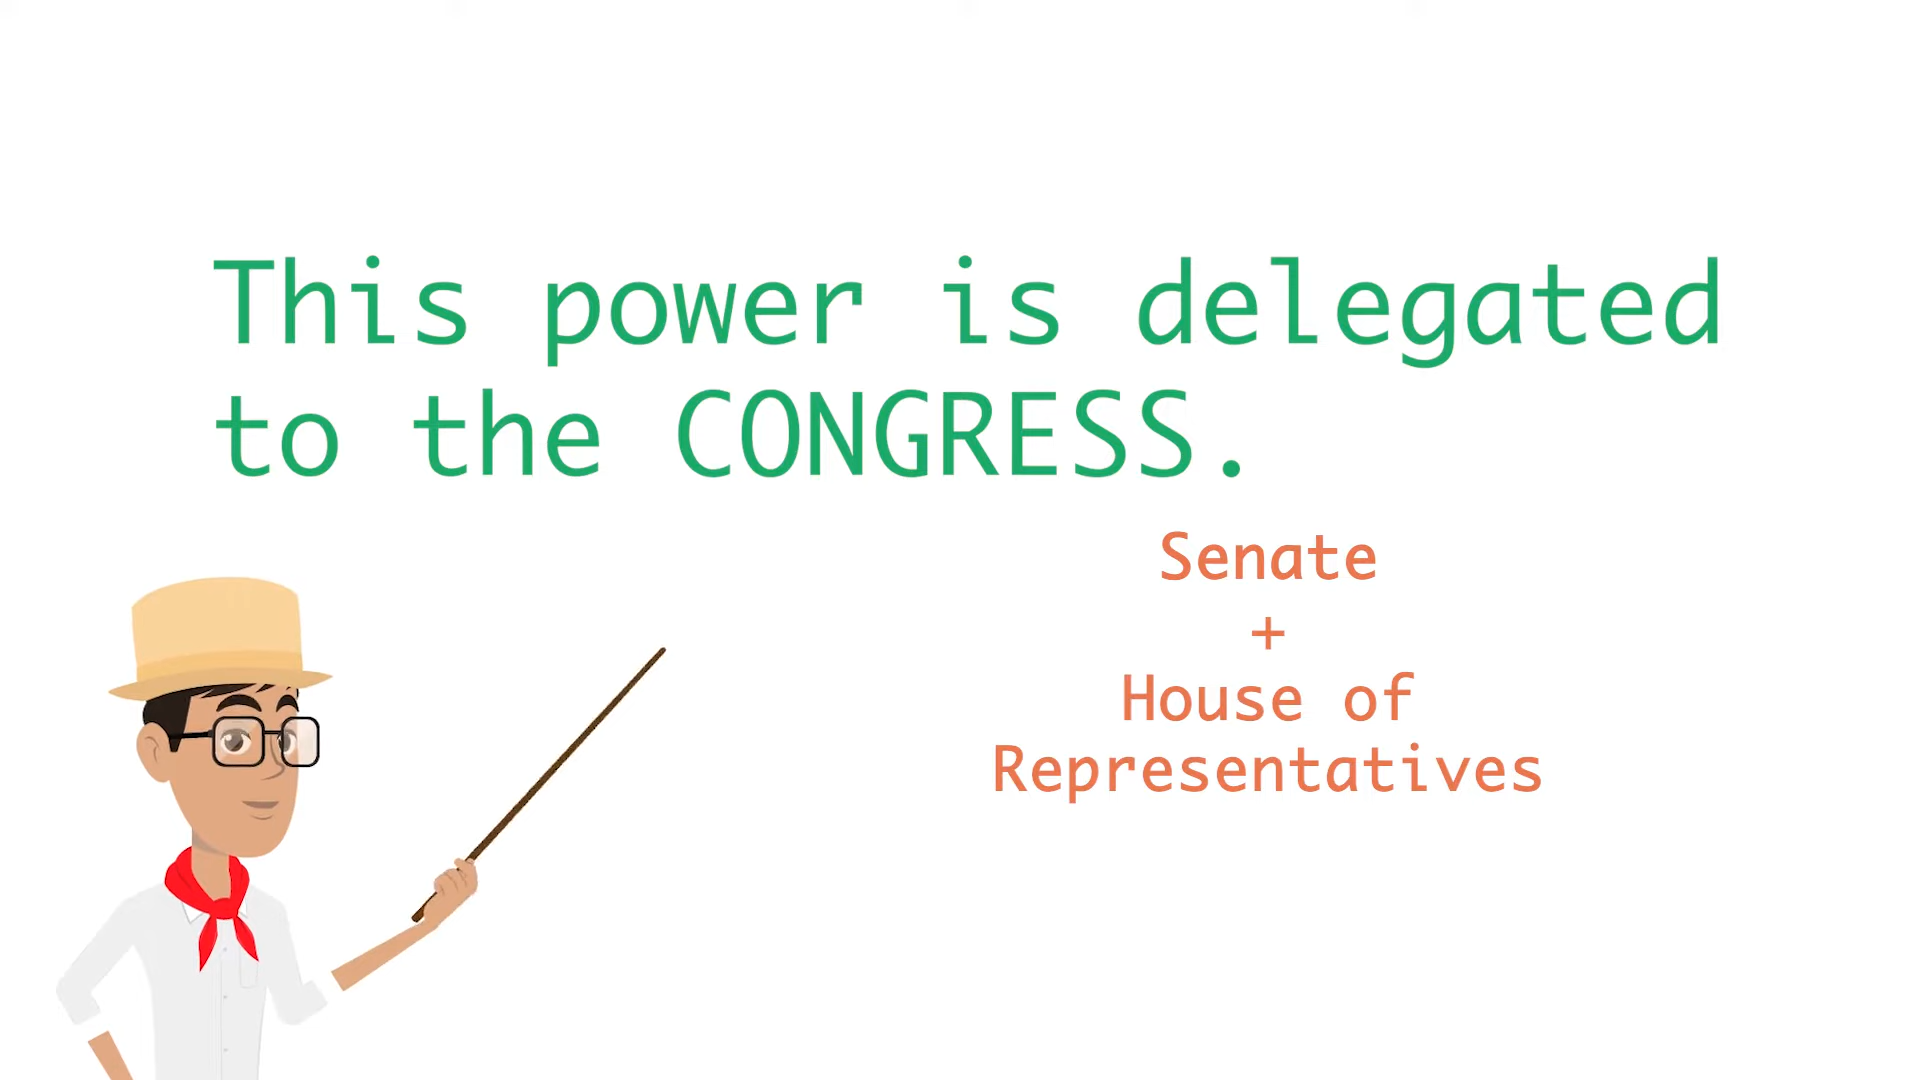 This power is delegated
to the CONGRESS.
Senate
+
House of
Representatives